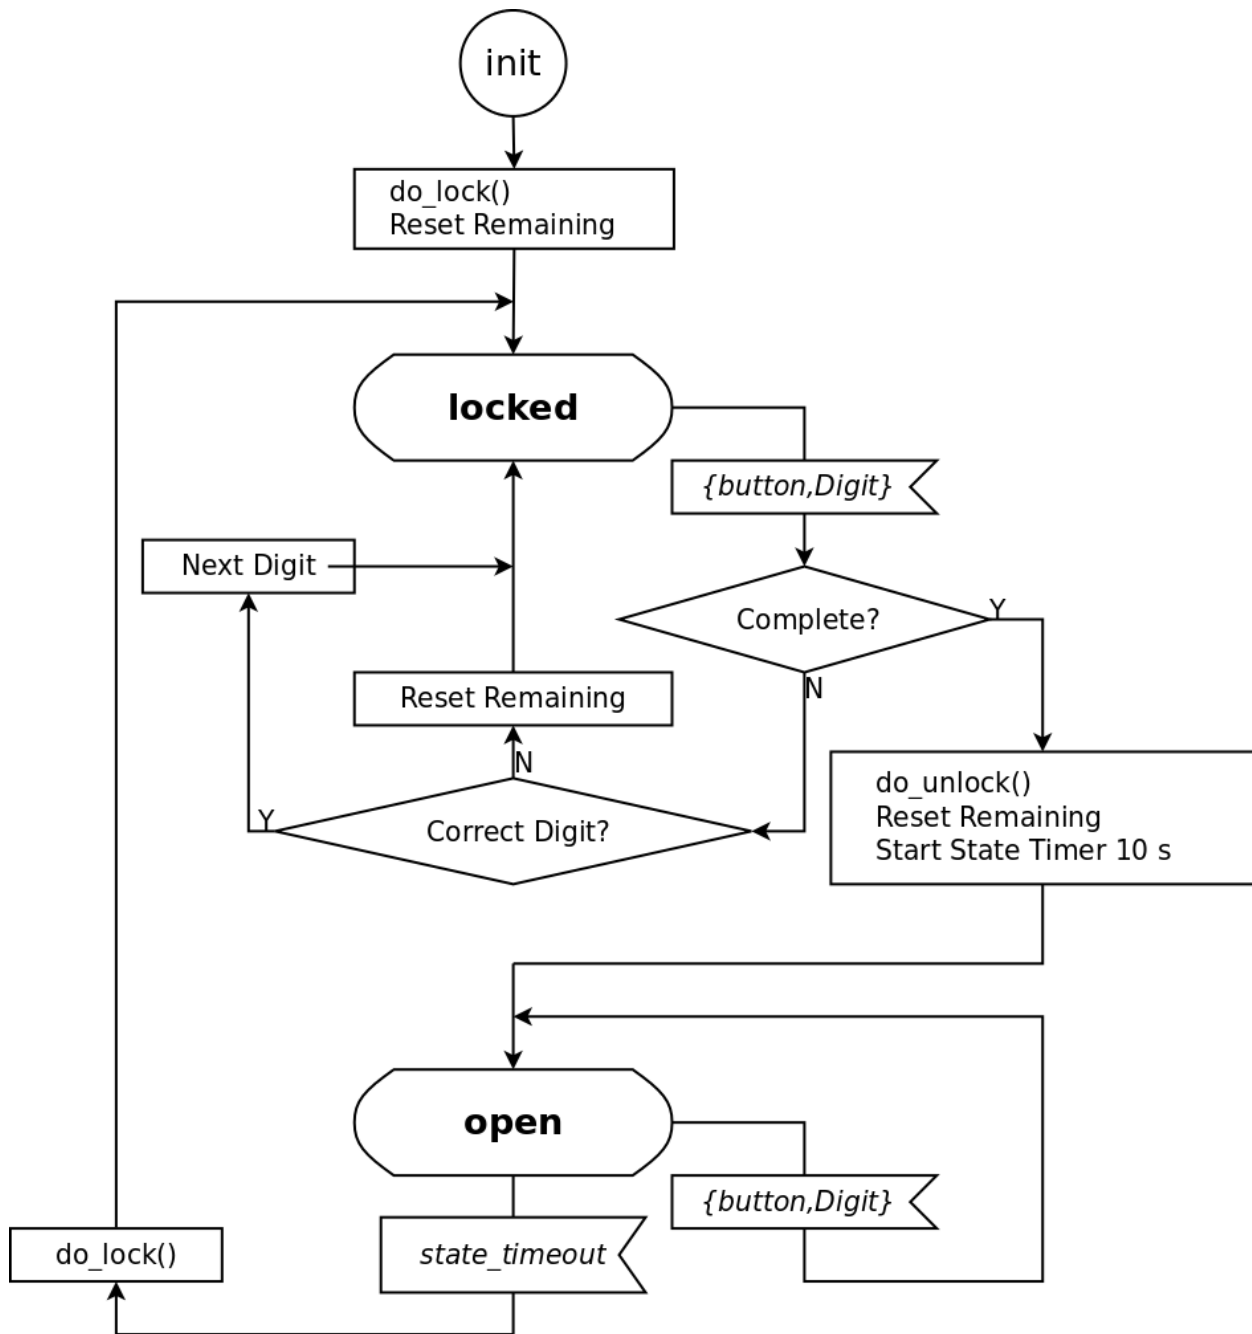 init
do_lock()
Reset Remaining
locked
{button,Digit}
Next Digit
Complete?
Y
N
Reset Remaining
N
Y
Correct Digit?
do_unlock()
Reset Remaining
Start State Timer 10 s
open
{button,Digit}
state_timeout
do_lock()